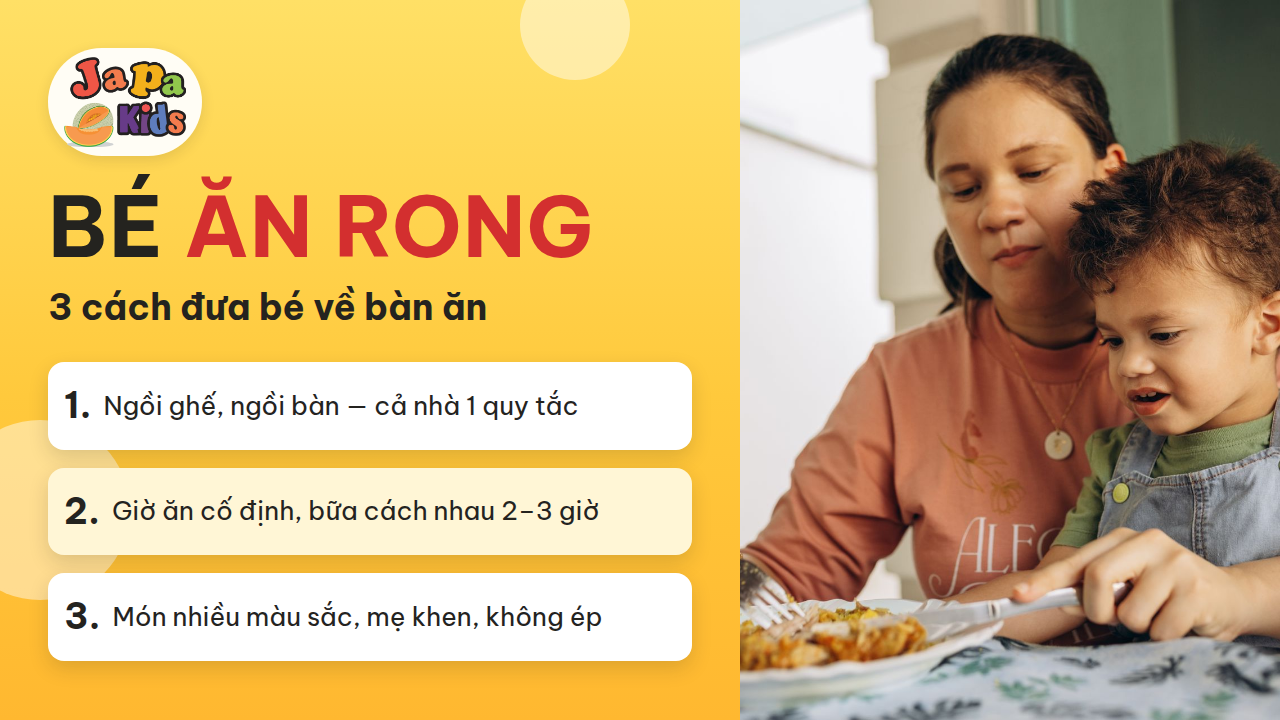 Japa
Kids
BÉ ĂN RONG
3 cách đưa bé về bàn ăn
1. Ngồi ghế, ngồi bàn — cả nhà 1 quy tắc
2. Giờ ăn cố định, bữa cách nhau 2–3 giờ
3. Món nhiều màu sắc, mẹ khen, không ép